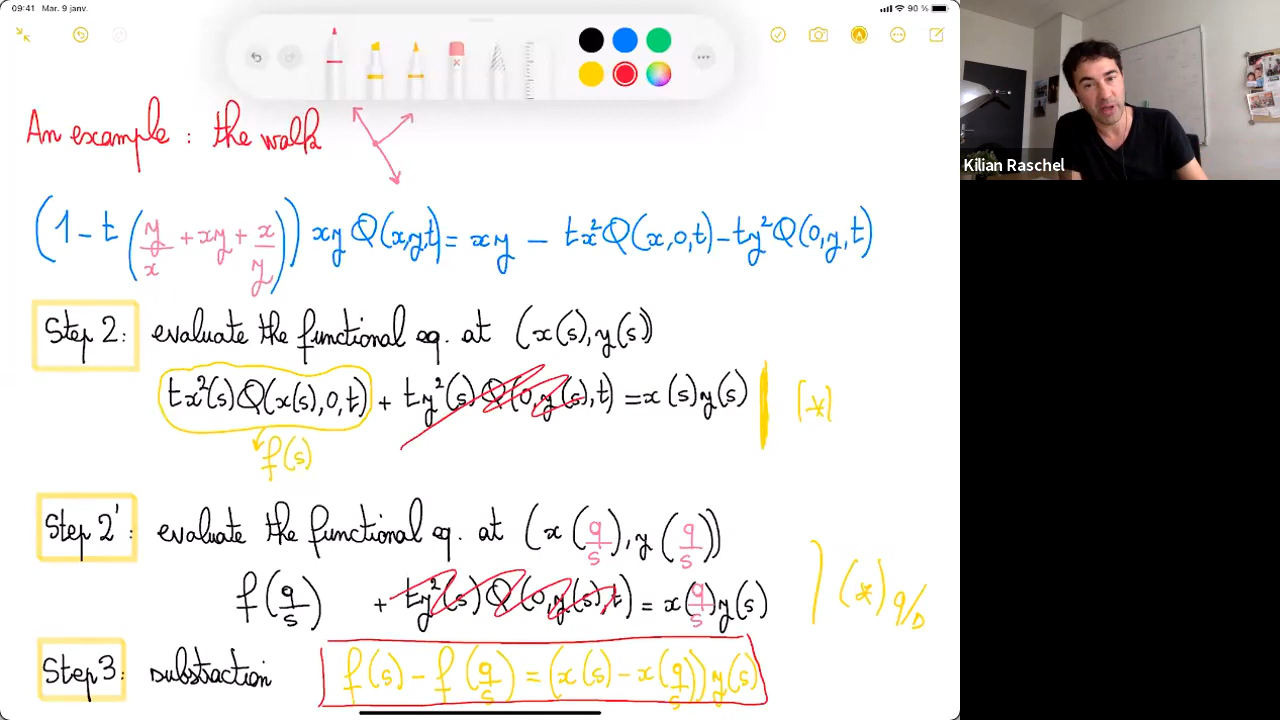 09:41 Mar. 9 janv. 90 %
An example : the walk
(1 - t (y/x + xy + x/y)) xy Q(x,y,t) = xy - tx²Q(x,0,t) - ty²Q(0,y,t)
Step 2: evaluate the functional eq. at (x(s), y(s))
tx²(s)Q(x(s),0,t) + ty²(s)Q(0,y(s),t) = x(s)y(s) (*)
f(s)
Step 2': evaluate the functional eq. at (x(q/s), y(q/s))
f(q/s) + ty²(s)Q(0,y(s),t) = x(q/s)y(s) (*)q/s
Step 3: substraction f(s) - f(q/s) = (x(s) - x(q/s)) y(s)
Kilian Raschel